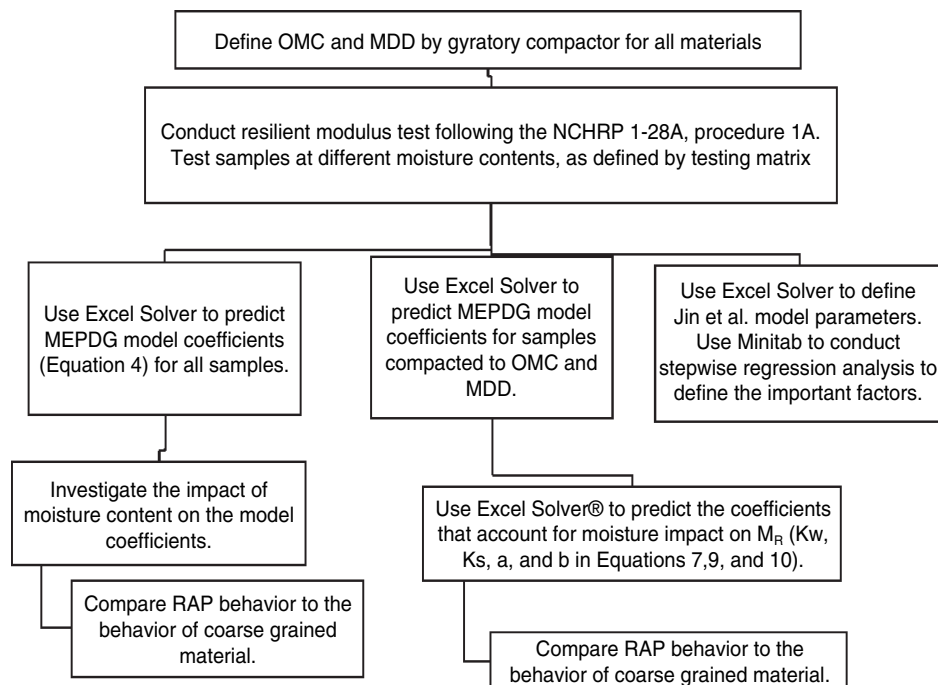 Define OMC and MDD by gyratory compactor for all materials
Conduct resilient modulus test following the NCHRP 1-28A, procedure 1A.
Test samples at different moisture contents, as defined by testing matrix
Use Excel Solver to predict
MEPDG model coefficients
(Equation 4) for all samples.
Use Excel Solver to
predict MEPDG model
coefficients for samples
compacted to OMC and
MDD.
Use Excel Solver to define
Jin et al. model parameters.
Use Minitab to conduct
stepwise regression analysis to
define the important factors.
Investigate the impact of
moisture content on the model
coefficients.
Use Excel Solver® to predict the coefficients
that account for moisture impact on MR (Kw,
Ks, a, and b in Equations 7,9, and 10).
Compare RAP behavior to the
behavior of coarse grained
material.
Compare RAP behavior to the
behavior of coarse grained material.